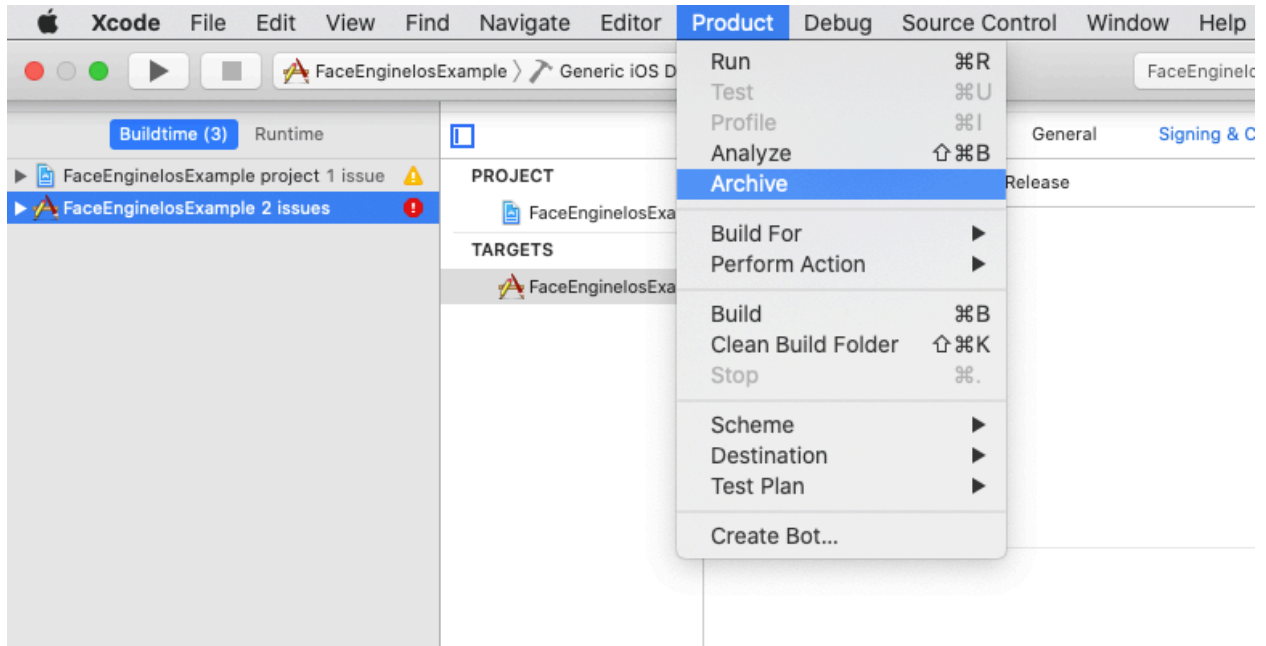 Xcode File Edit View Find Navigate Editor Product Debug Source Control Window Help
FaceEngineIosExample 〉 Generic iOS D
FaceEngineIo
Buildtime (3) Runtime
FaceEngineIosExample project 1 issue
FaceEngineIosExample 2 issues
PROJECT
FaceEngineIosExa
TARGETS
FaceEngineIosExa
Run ⌘R
Test ⌘U
Profile ⌘I
Analyze ⇧⌘B
Archive
Build For ▶
Perform Action ▶
Build ⌘B
Clean Build Folder ⇧⌘K
Stop ⌘.
Scheme ▶
Destination ▶
Test Plan ▶
Create Bot...
General Signing & C
Release